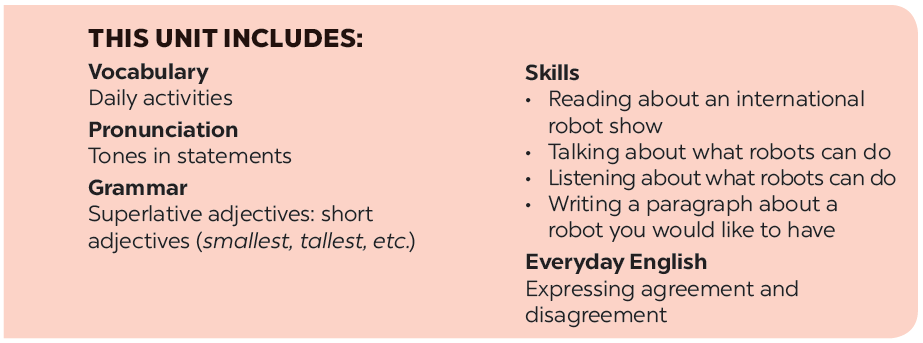 THIS UNIT INCLUDES:
Vocabulary
Daily activities
Pronunciation
Tones in statements
Grammar
Superlative adjectives: short
adjectives (smallest, tallest, etc.)
Skills
• Reading about an international
robot show
• Talking about what robots can do
• Listening about what robots can do
• Writing a paragraph about a
robot you would like to have
Everyday English
Expressing agreement and
disagreement